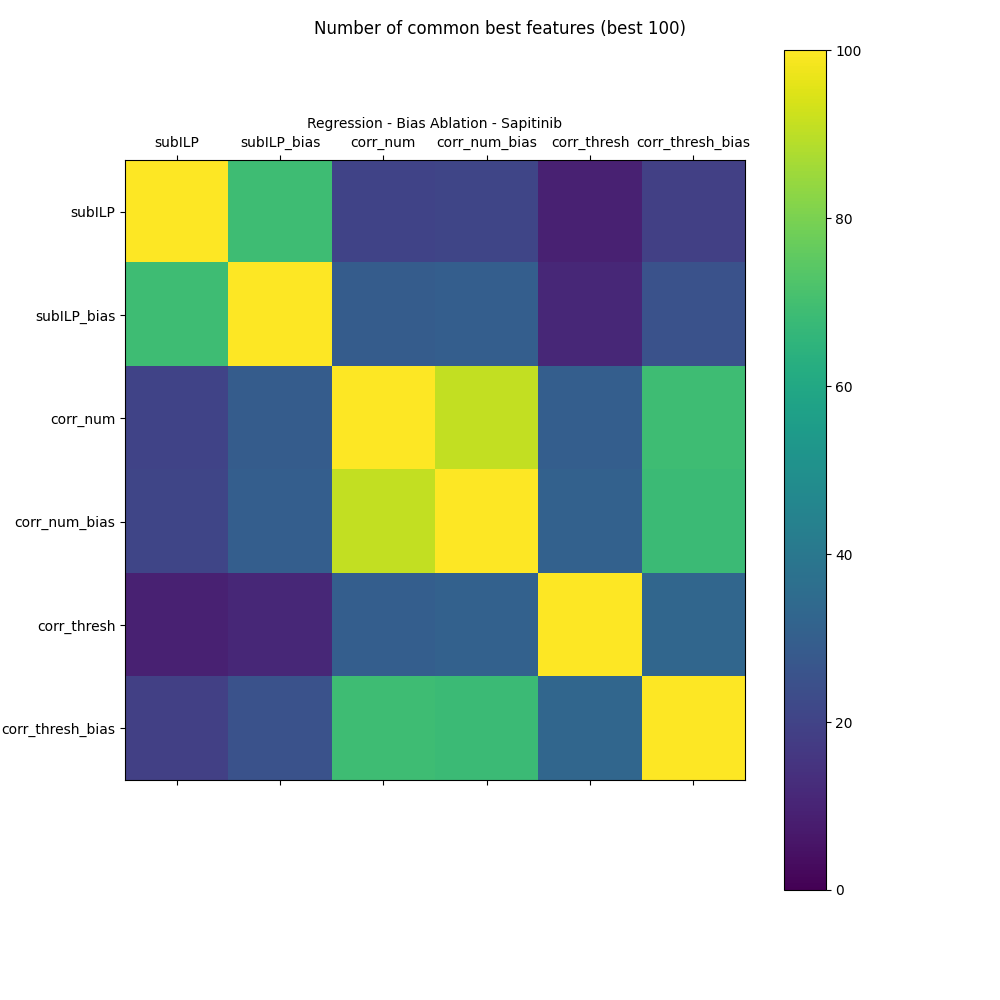 Number of common best features (best 100)
Regression - Bias Ablation - Sapitinib
subILP subILP_bias corr_num corr_num_bias corr_thresh corr_thresh_bias
subILP
subILP_bias
corr_num
corr_num_bias
corr_thresh
corr_thresh_bias
100
80
60
40
20
0